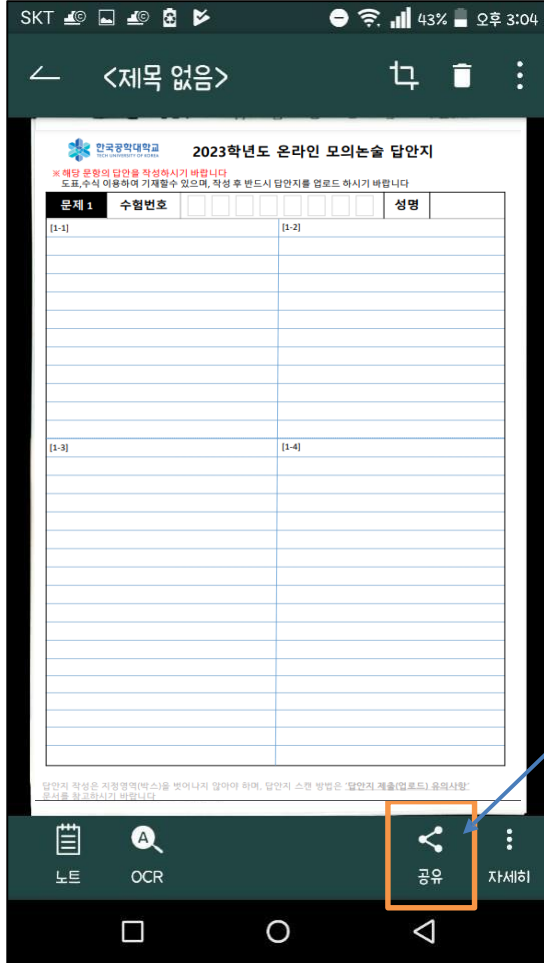 SKT 43% 오후 3:04
<제목 없음>
한국공학대학교
TECH UNIVERSITY OF KOREA
2023학년도 온라인 모의논술 답안지
※ 해당 문항의 답안을 작성하시기 바랍니다
도표,수식 이용하여 기재할수 있으며, 작성 후 반드시 답안지를 업로드 하시기 바랍니다
문제 1 수험번호 성명
[1-1] [1-2]
[1-3] [1-4]
답안지 작성은 지정영역(박스)을 벗어나지 않아야 하며, 답안지 스캔 방법은 '답안지 제출(업로드) 유의사항'
문서를 참고하시기 바랍니다
노트 OCR 공유 자세히